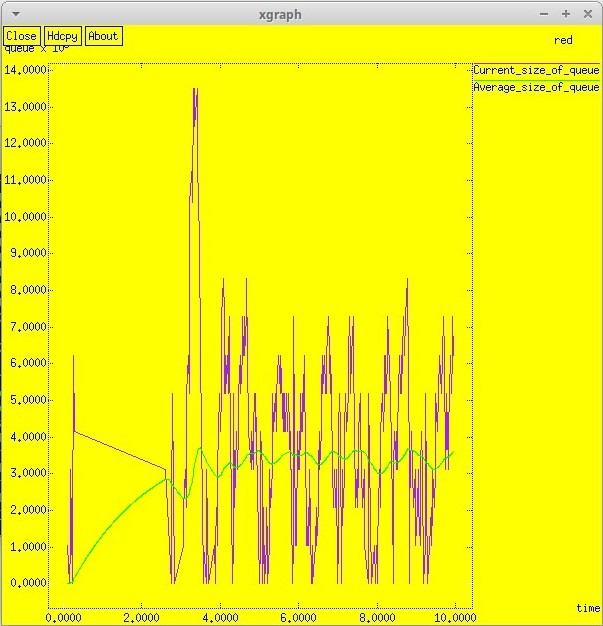 xgraph
Close Hdcpy About
queue x 10³
red
Current_size_of_queue
Average_size_of_queue
14.0000
13.0000
12.0000
11.0000
10.0000
9.0000
8.0000
7.0000
6.0000
5.0000
4.0000
3.0000
2.0000
1.0000
0.0000
time
0.0000 2.0000 4.0000 6.0000 8.0000 10.0000